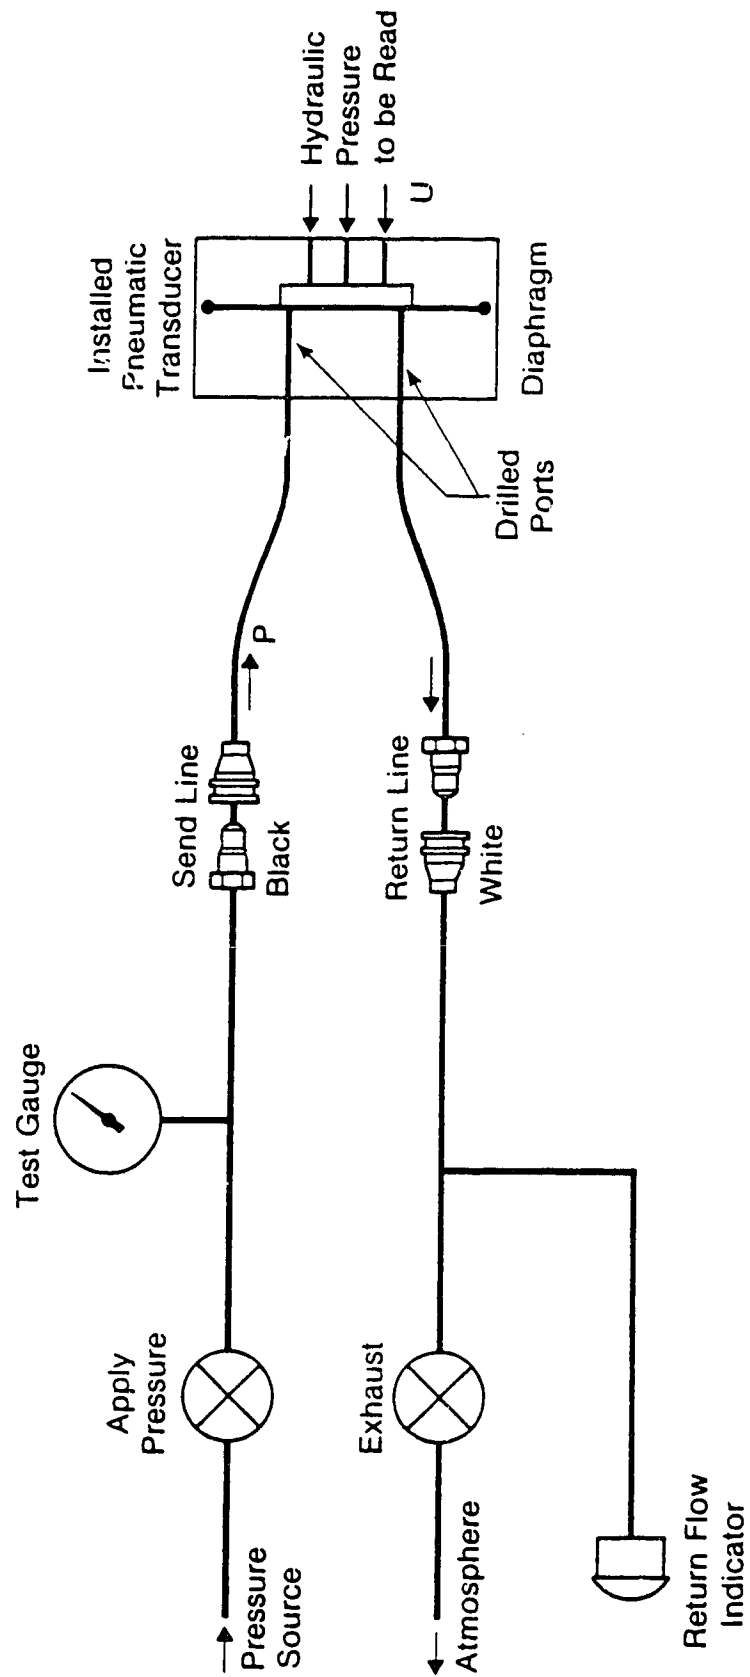 Test Gauge
Installed
Pneumatic
Transducer
Hydraulic
Pressure
to be Read
U
Send Line
Black
P
Apply
Pressure
Pressure
Source
Drilled
Ports
Diaphragm
Exhaust
Return Line
White
Atmosphere
Return Flow
Indicator